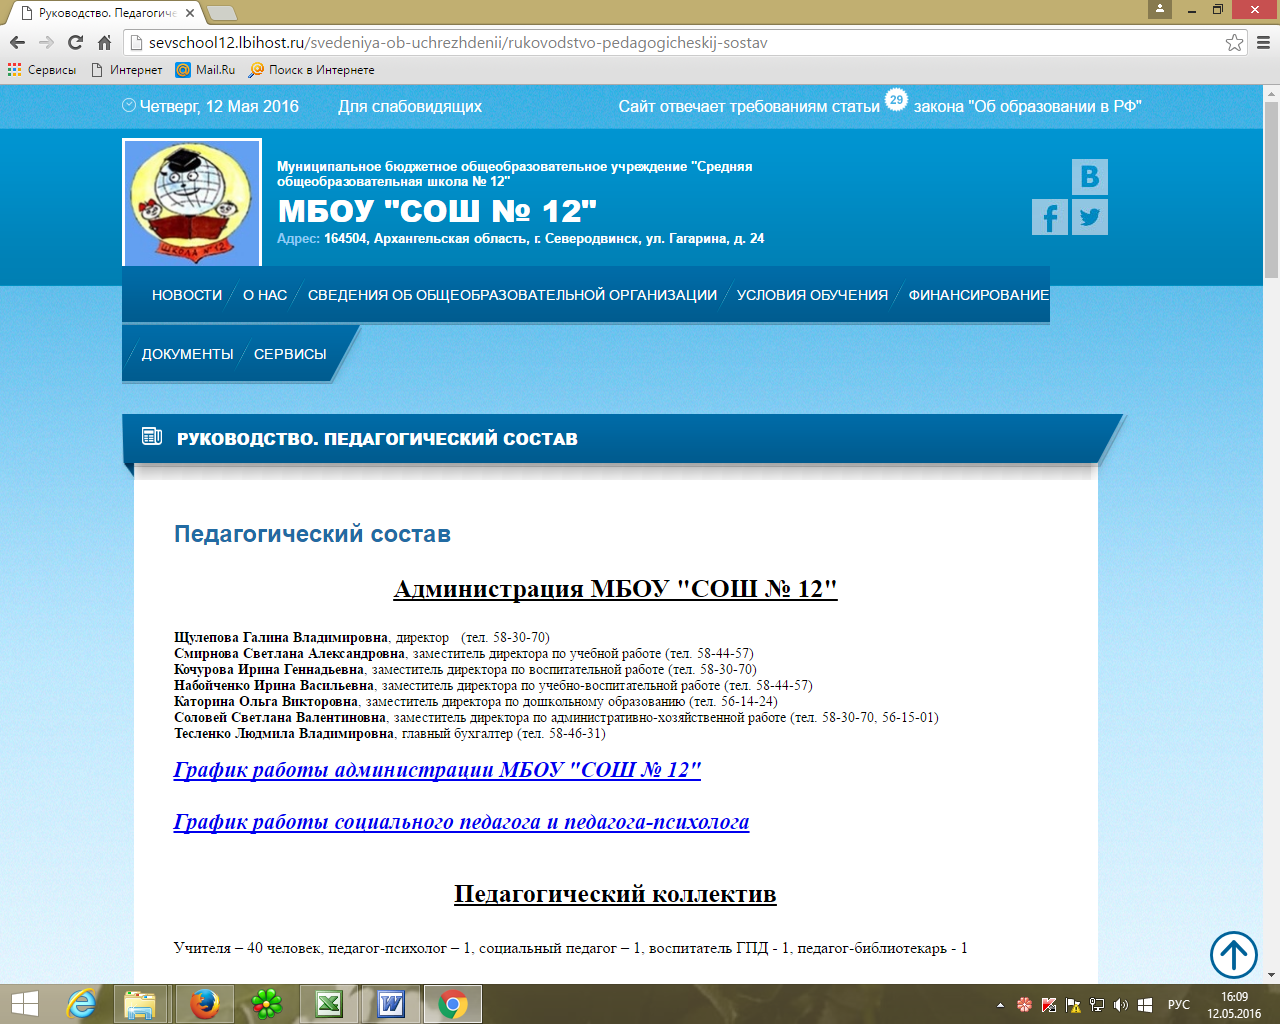 Руководство. Педагогиче
sevschool12.lbihost.ru/svedeniya-ob-uchrezhdenii/rukovodstvo-pedagogicheskij-sostav
Сервисы Интернет Mail.Ru Поиск в Интернете
Четверг, 12 Мая 2016 Для слабовидящих Сайт отвечает требованиям статьи 29 закона "Об образовании в РФ"
Муниципальное бюджетное общеобразовательное учреждение "Средняя
общеобразовательная школа № 12"
МБОУ "СОШ № 12"
Адрес: 164504, Архангельская область, г. Северодвинск, ул. Гагарина, д. 24
ШКОЛА №12
НОВОСТИ О НАС СВЕДЕНИЯ ОБ ОБЩЕОБРАЗОВАТЕЛЬНОЙ ОРГАНИЗАЦИИ УСЛОВИЯ ОБУЧЕНИЯ ФИНАНСИРОВАНИЕ
ДОКУМЕНТЫ СЕРВИСЫ
РУКОВОДСТВО. ПЕДАГОГИЧЕСКИЙ СОСТАВ
Педагогический состав
Администрация МБОУ "СОШ № 12"
Щулепова Галина Владимировна, директор (тел. 58-30-70)
Смирнова Светлана Александровна, заместитель директора по учебной работе (тел. 58-44-57)
Кочурова Ирина Геннадьевна, заместитель директора по воспитательной работе (тел. 58-30-70)
Набойченко Ирина Васильевна, заместитель директора по учебно-воспитательной работе (тел. 58-44-57)
Каторина Ольга Викторовна, заместитель директора по дошкольному образованию (тел. 56-14-24)
Соловей Светлана Валентиновна, заместитель директора по административно-хозяйственной работе (тел. 58-30-70, 56-15-01)
Тесленко Людмила Владимировна, главный бухгалтер (тел. 58-46-31)
График работы администрации МБОУ "СОШ № 12"
График работы социального педагога и педагога-психолога
Педагогический коллектив
Учителя – 40 человек, педагог-психолог – 1, социальный педагог – 1, воспитатель ГПД - 1, педагог-библиотекарь - 1
РУС
16:09
12.05.2016